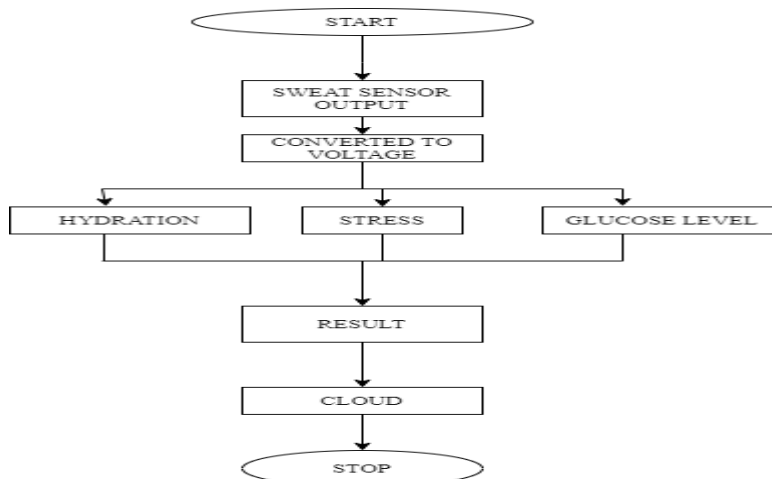 START
SWEAT SENSOR
OUTPUT
CONVERTED TO
VOLTAGE
HYDRATION
STRESS
GLUCOSE LEVEL
RESULT
CLOUD
STOP